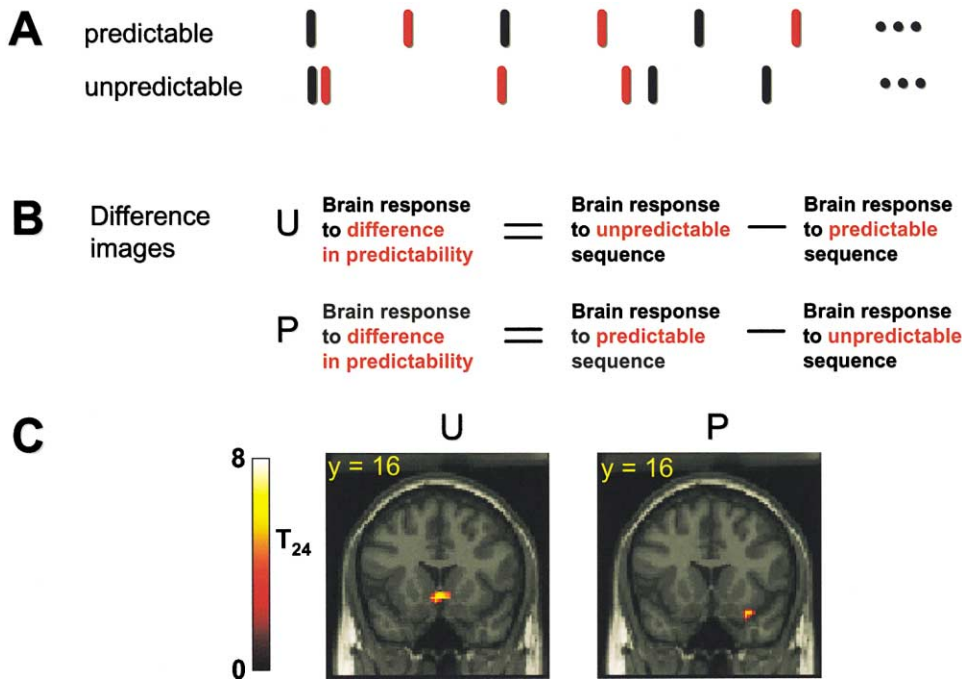 A
predictable
unpredictable
B
Difference
images
U
Brain response
to difference
in predictability
=
Brain response
to unpredictable
sequence
—
Brain response
to predictable
sequence
P
Brain response
to difference
in predictability
=
Brain response
to predictable
sequence
—
Brain response
to unpredictable
sequence
C
U
P
8
T24
0
y = 16
y = 16